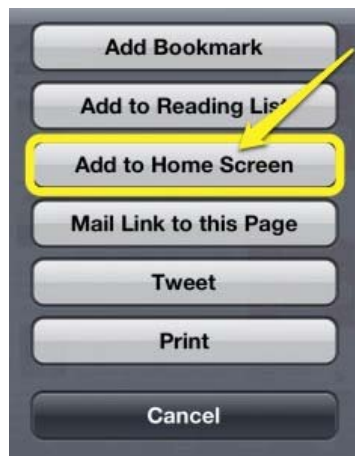 Add Bookmark
Add to Reading List
Add to Home Screen
Mail Link to this Page
Tweet
Print
Cancel